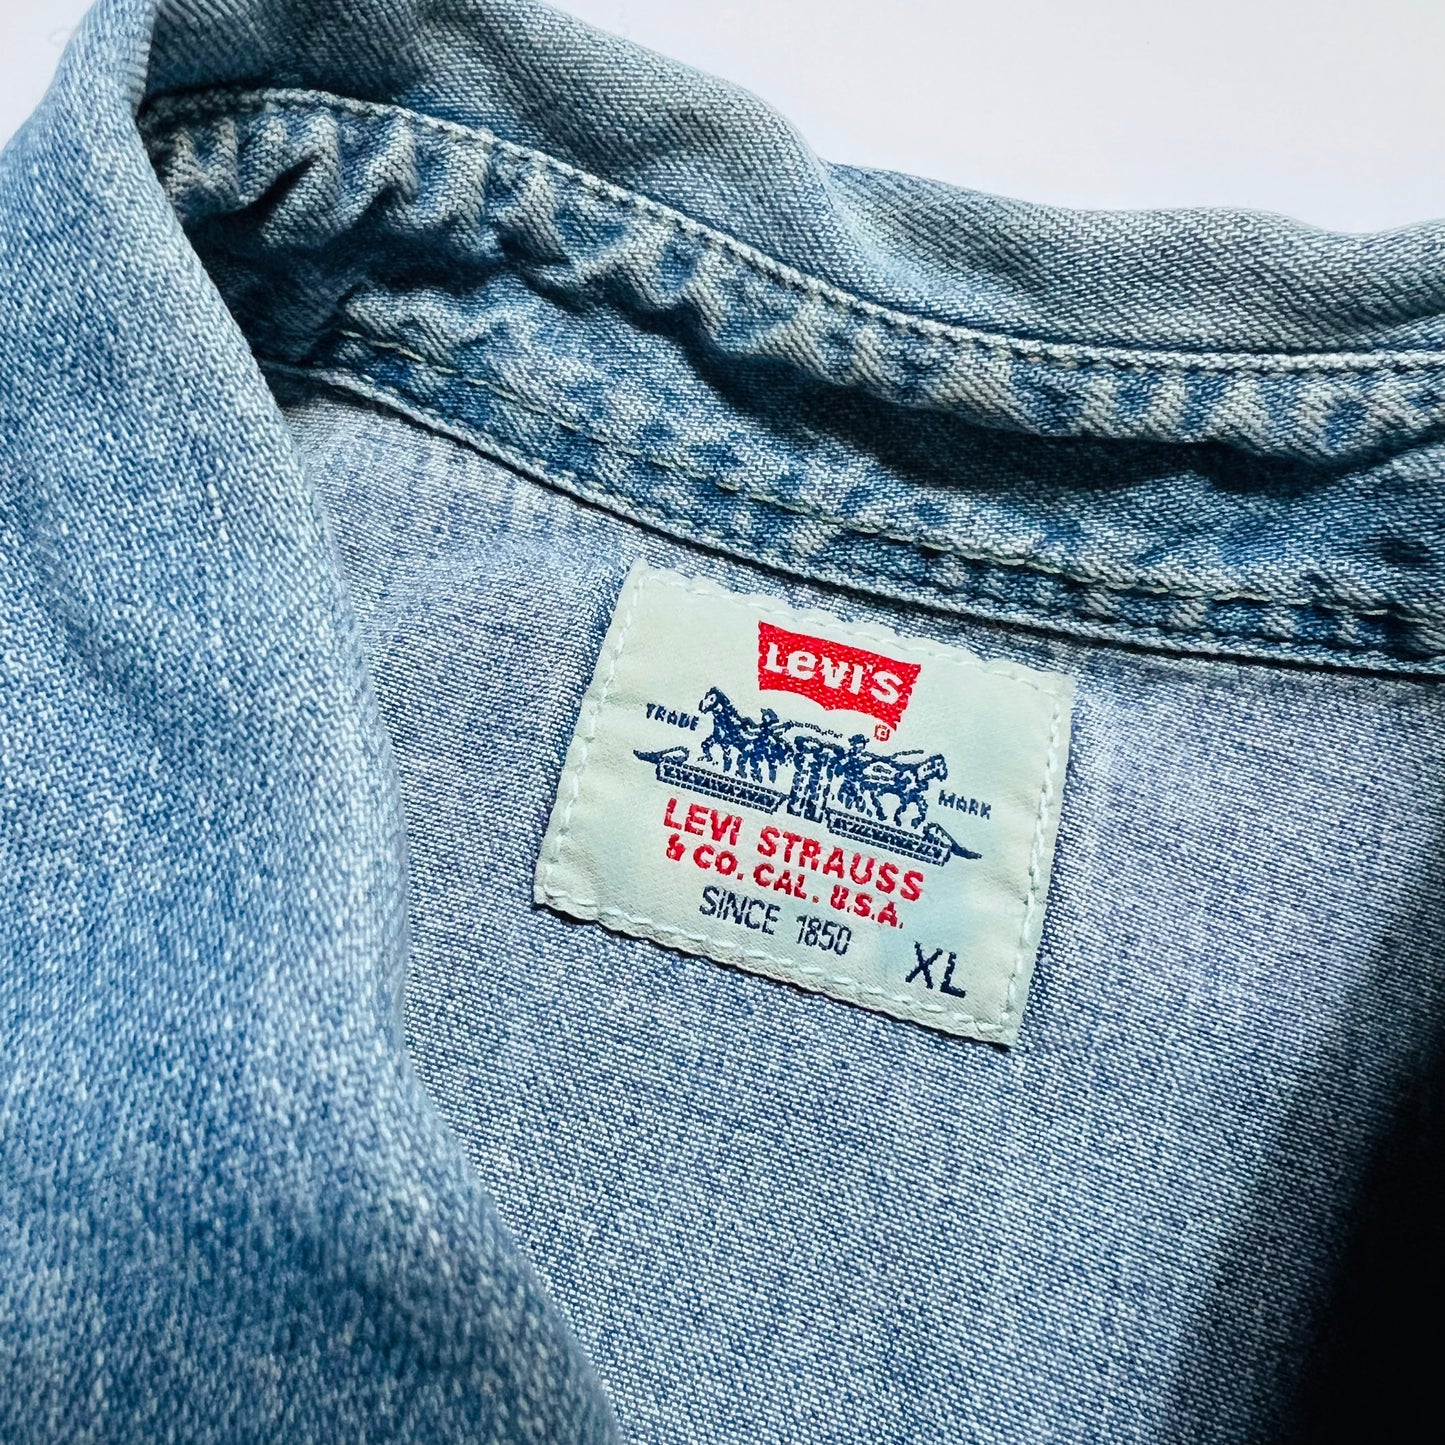 Levi's
®
TRADE MARK
LEVI STRAUSS
& CO. CAL. U.S.A.
SINCE 1850
XL